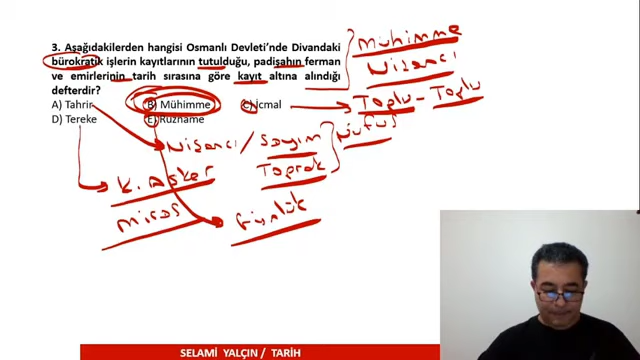 3. Aşağıdakilerden hangisi Osmanlı Devleti'nde Divandaki
bürokratik işlerin kayıtlarının tutulduğu, padişahın ferman
ve emirlerinin tarih sırasına göre kayıt altına alındığı
defterdir?
A) Tahrir B) Mühimme C) İcmal
D) Tereke E) Rûznâme
Mühimme
Nişancı
Toplu - Toplu
Nişancı / Sayım Nüfus
Toprak
K. Asker
Miras
Günlük
SELAMİ YALÇIN / TARİH